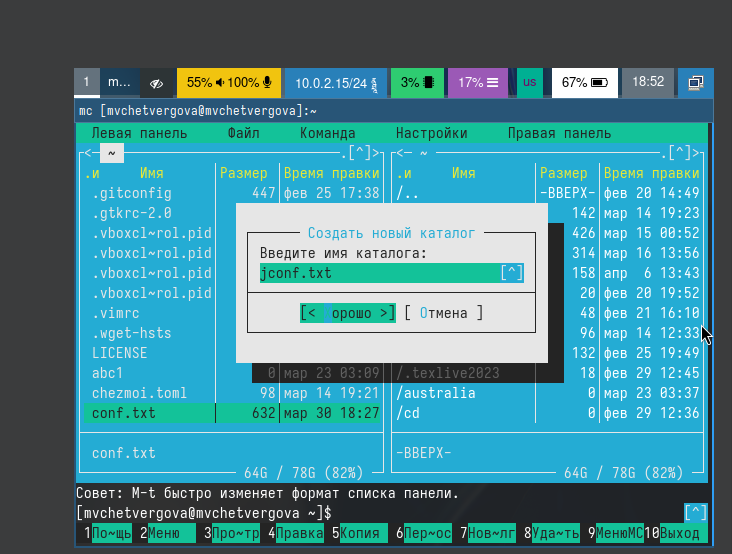 1 m... 55% 100% 10.0.2.15/24 3% 17% us 67% 18:52
mc [mvchetvergova@mvchetvergova]:~
Левая панель Файл Команда Настройки Правая панель
<- ~ .[^]> <- ~ .[^]>
.и Имя Размер Время правки .и Имя Размер Время правки
.gitconfig 447 фев 25 17:38 /.. -ВВЕРХ- фев 20 14:49
.gtkrc-2.0 142 мар 14 19:23
.vboxcl~rol.pid 426 мар 15 00:52
Создать новый каталог
.vboxcl~rol.pid Введите имя каталога: 314 мар 16 13:56
.vboxcl~rol.pid jconf.txt [^] 158 апр 6 13:43
.vboxcl~rol.pid 20 фев 20 19:52
.vimrc [< орошо >] [ Отмена ] 48 фев 21 16:10
.wget-hsts 96 мар 14 12:33
LICENSE 132 фев 25 19:49
abc1 0 мар 23 03:09 /.texlive2023 18 фев 29 12:45
chezmoi.toml 98 мар 14 19:21 /australia 0 мар 23 03:37
conf.txt 632 мар 30 18:27 /cd 0 фев 29 12:36
conf.txt -ВВЕРХ-
64G / 78G (82%) 64G / 78G (82%)
Совет: M-t быстро изменяет формат списка панели.
[mvchetvergova@mvchetvergova ~]$ [^]
1По~щь 2Меню 3Про~тр 4Правка 5Копия 6Пер~ос 7Нов~лг 8Уда~ть 9МенюMC 10Выход